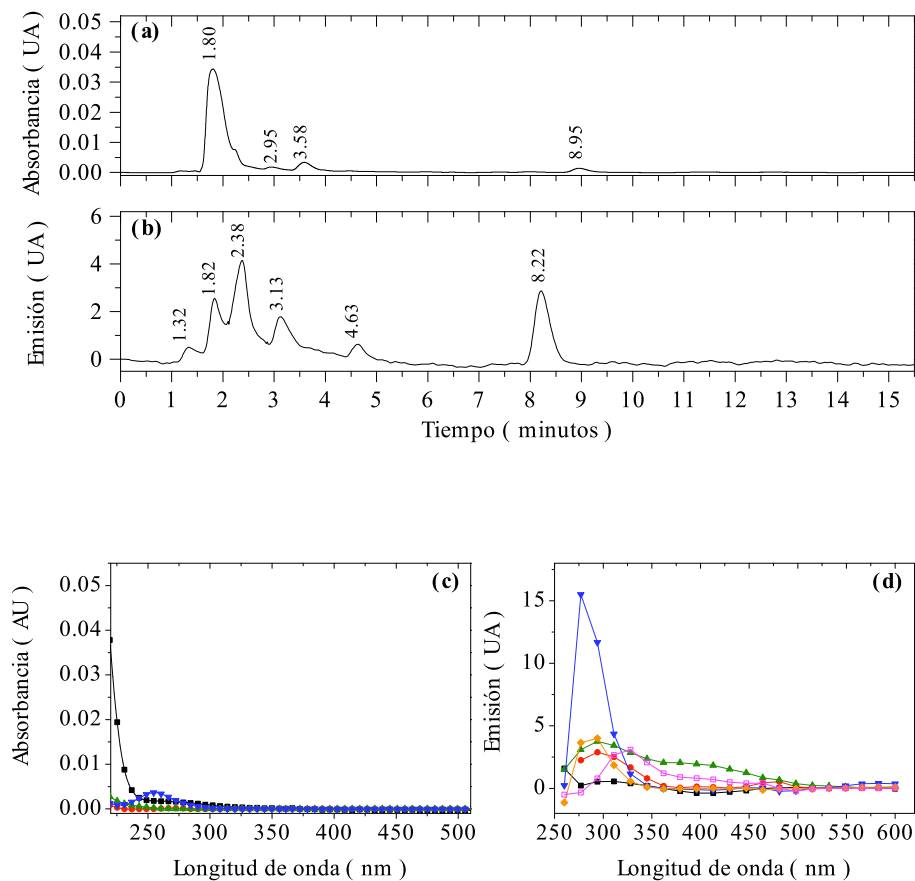 (a)
Absorbancia ( UA)
0.05
0.04
0.03
0.02
0.01
0.00
1.80
2.95
3.58
8.95
(b)
Emisión ( UA)
6
4
2
0
1.32
1.82
2.38
3.13
4.63
8.22
0 1 2 3 4 5 6 7 8 9 10 11 12 13 14 15
Tiempo ( minutos )
(c)
Absorbancia ( AU)
0.05
0.04
0.03
0.02
0.01
0.00
250 300 350 400 450 500
Longitud de onda ( nm )
(d)
Emisión ( UA )
15
10
5
0
250 300 350 400 450 500 550 600
Longitud de onda ( nm )